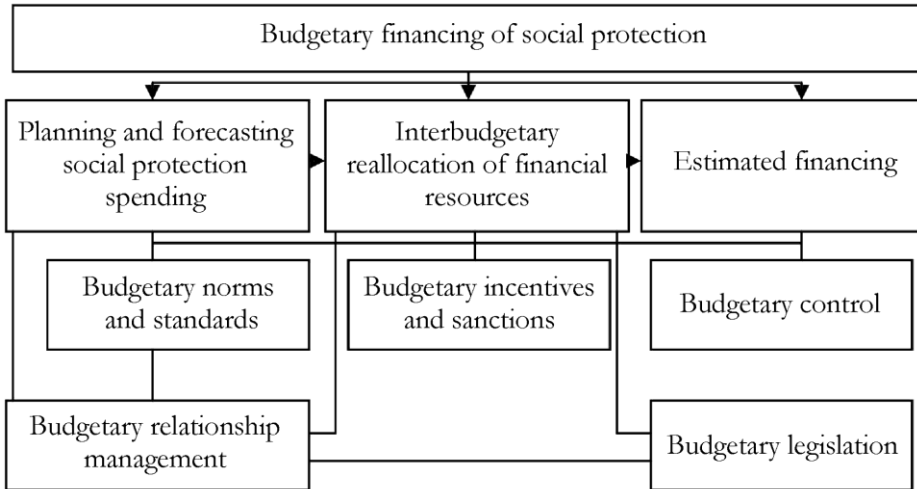 Budgetary financing of social protection
Planning and forecasting
social protection
spending
Interbudgetary
reallocation of financial
resources
Estimated financing
Budgetary norms
and standards
Budgetary incentives
and sanctions
Budgetary control
Budgetary relationship
management
Budgetary legislation